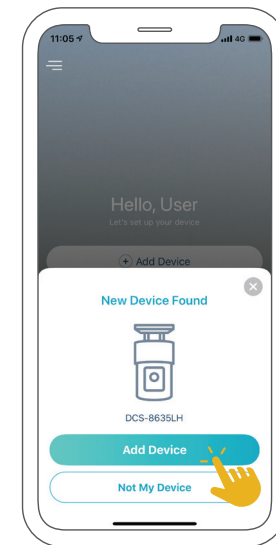 11:05
4G
Hello, User
Let's set up your device
Add Device
New Device Found
DCS-8635LH
Add Device
Not My Device